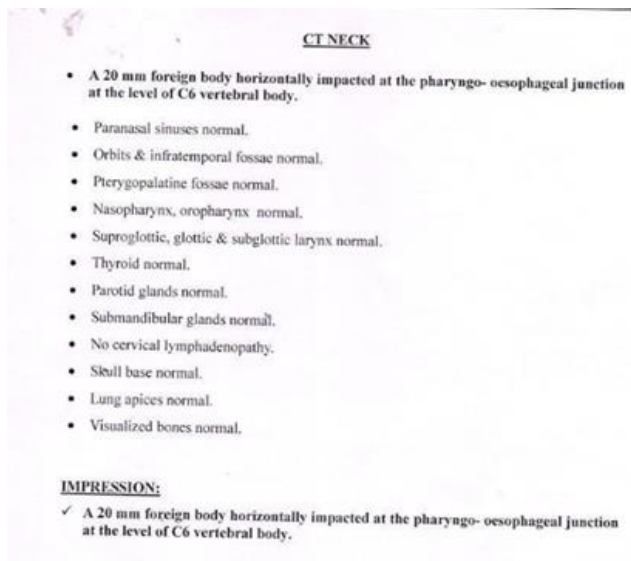 CT NECK
• A 20 mm foreign body horizontally impacted at the pharyngo- oesophageal junction
at the level of C6 vertebral body.
• Paranasal sinuses normal.
• Orbits & infratemporal fossae normal.
• Pterygopalatine fossae normal.
• Nasopharynx, oropharynx normal.
• Suproglottic, glottic & subglottic larynx normal.
• Thyroid normal.
• Parotid glands normal.
• Submandibular glands normal.
• No cervical lymphadenopathy.
• Skull base normal.
• Lung apices normal.
• Visualized bones normal.
IMPRESSION:
✓ A 20 mm foreign body horizontally impacted at the pharyngo- oesophageal junction
at the level of C6 vertebral body.